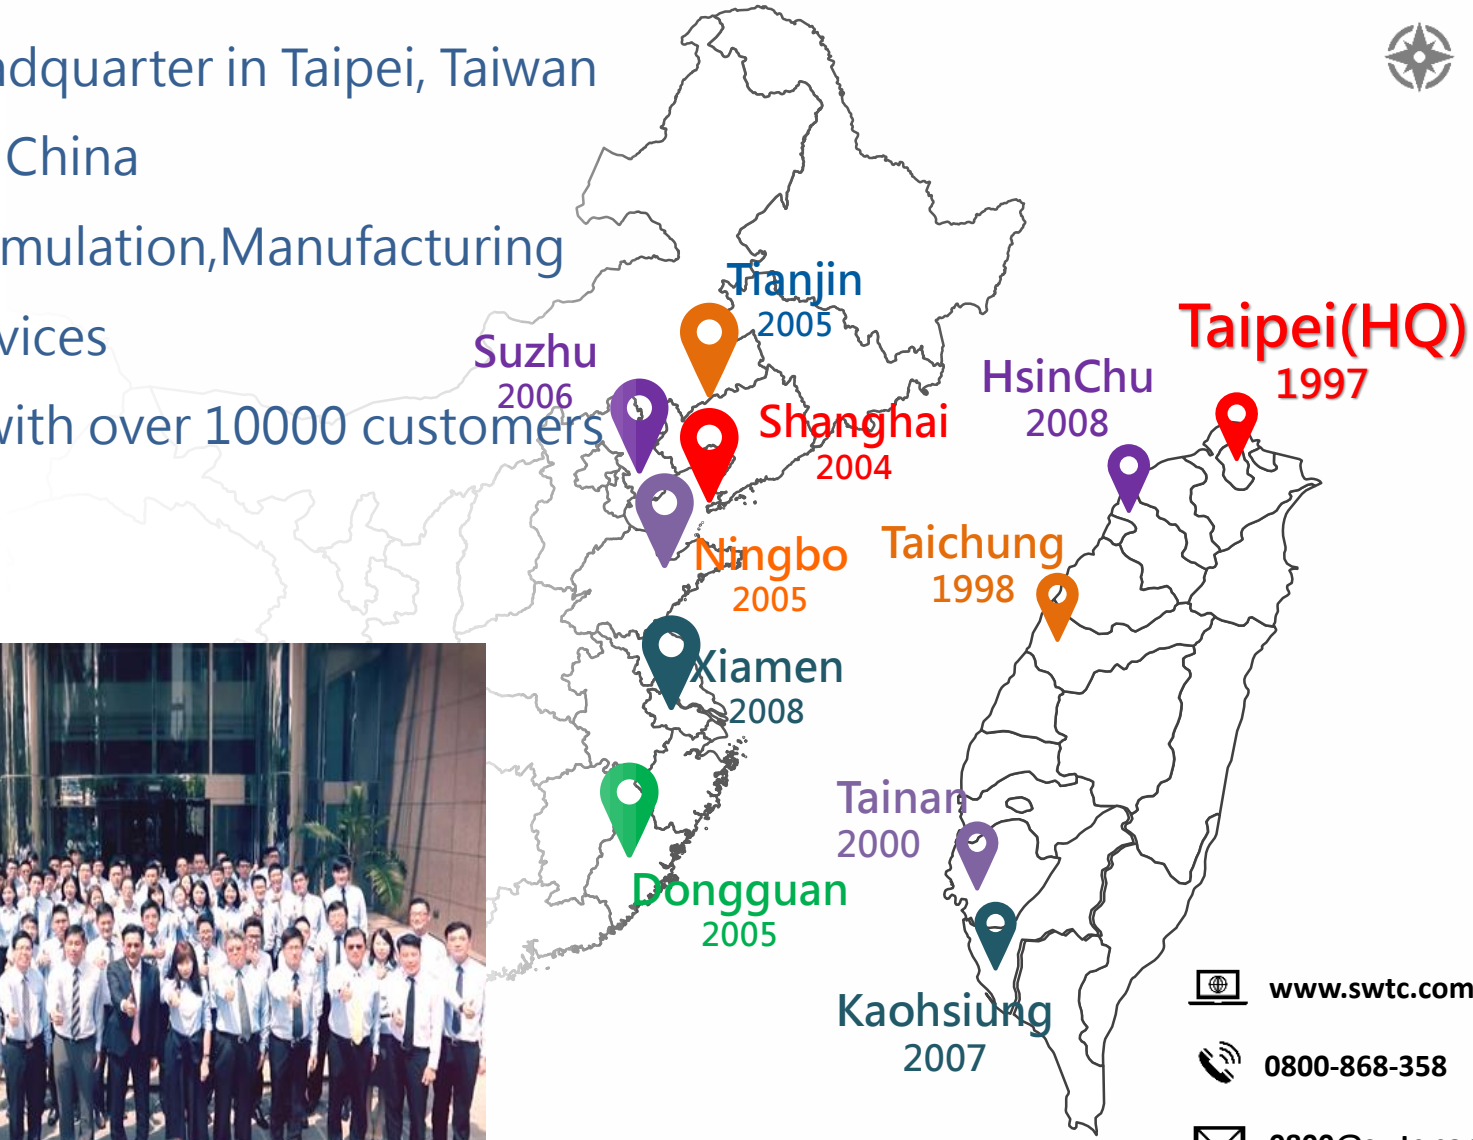 dquarter in Taipei, Taiwan
China
mulation,Manufacturing
vices
with over 10000 customers
Tianjin
2005
Suzhu
2006
Shanghai
2004
Ningbo
2005
Xiamen
2008
Dongguan
2005
Taipei(HQ)
1997
HsinChu
2008
Taichung
1998
Tainan
2000
Kaohsiung
2007
www.swtc.com
0800-868-358